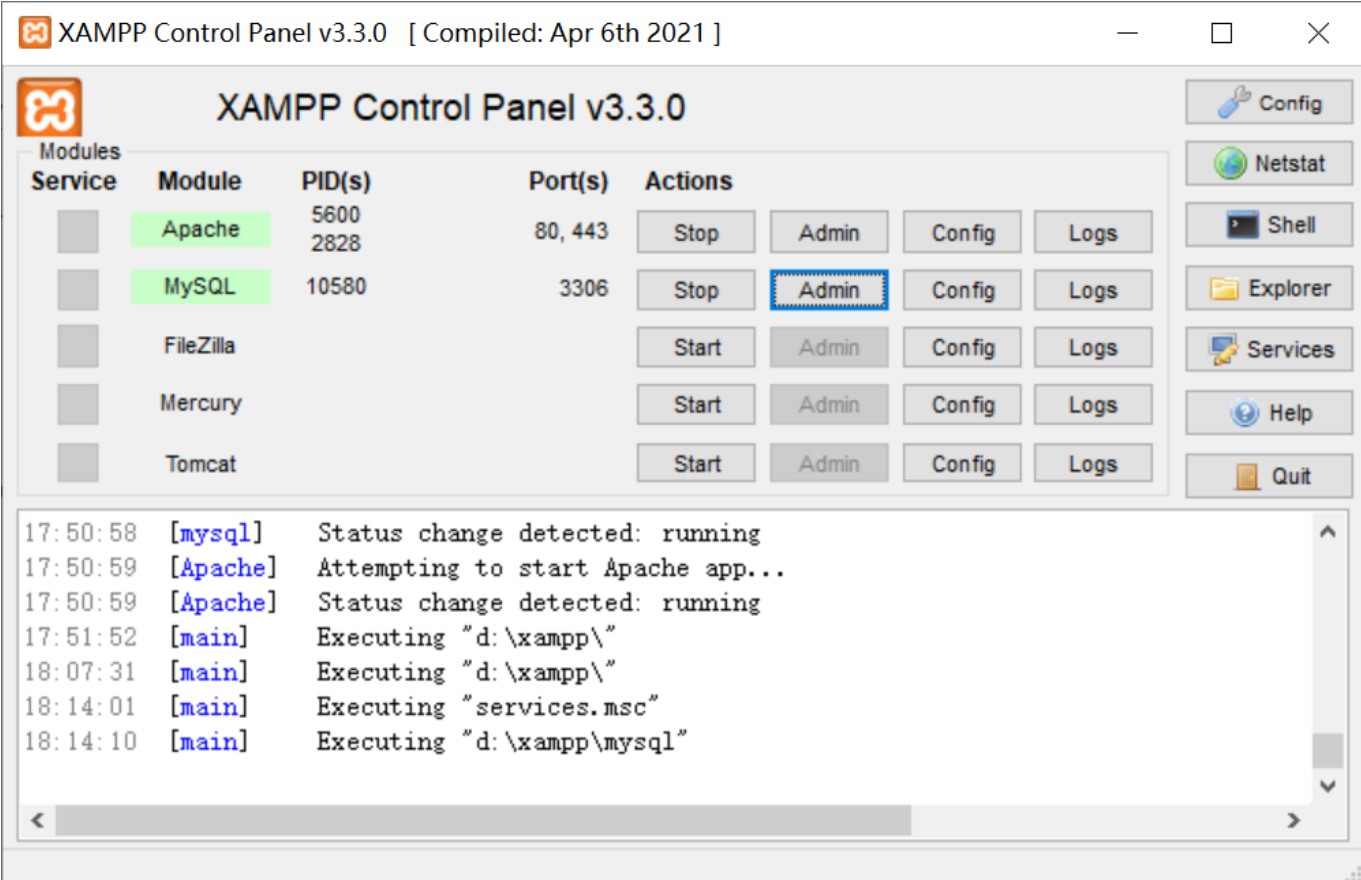 XAMPP Control Panel v3.3.0 [ Compiled: Apr 6th 2021 ]
XAMPP Control Panel v3.3.0
Config
Modules
Netstat
Service Module PID(s) Port(s) Actions
Apache 5600 80, 443 Stop Admin Config Logs
2828
Shell
MySQL 10580 3306 Stop Admin Config Logs
Explorer
FileZilla Start Admin Config Logs
Services
Mercury Start Admin Config Logs
Help
Tomcat Start Admin Config Logs
Quit
17:50:58 [mysql] Status change detected: running
17:50:59 [Apache] Attempting to start Apache app...
17:50:59 [Apache] Status change detected: running
17:51:52 [main] Executing "d:\xampp\"
18:07:31 [main] Executing "d:\xampp\"
18:14:01 [main] Executing "services.msc"
18:14:10 [main] Executing "d:\xampp\mysql"